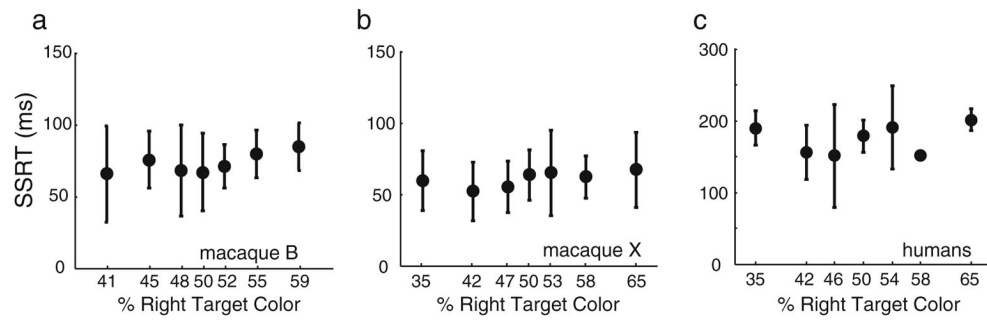 a
b
c
SSRT (ms)
150
100
50
0
macaque B
41 45 48 50 52 55 59
% Right Target Color
150
100
50
0
macaque X
35 42 47 50 53 58 65
% Right Target Color
300
200
100
0
humans
35 42 46 50 54 58 65
% Right Target Color